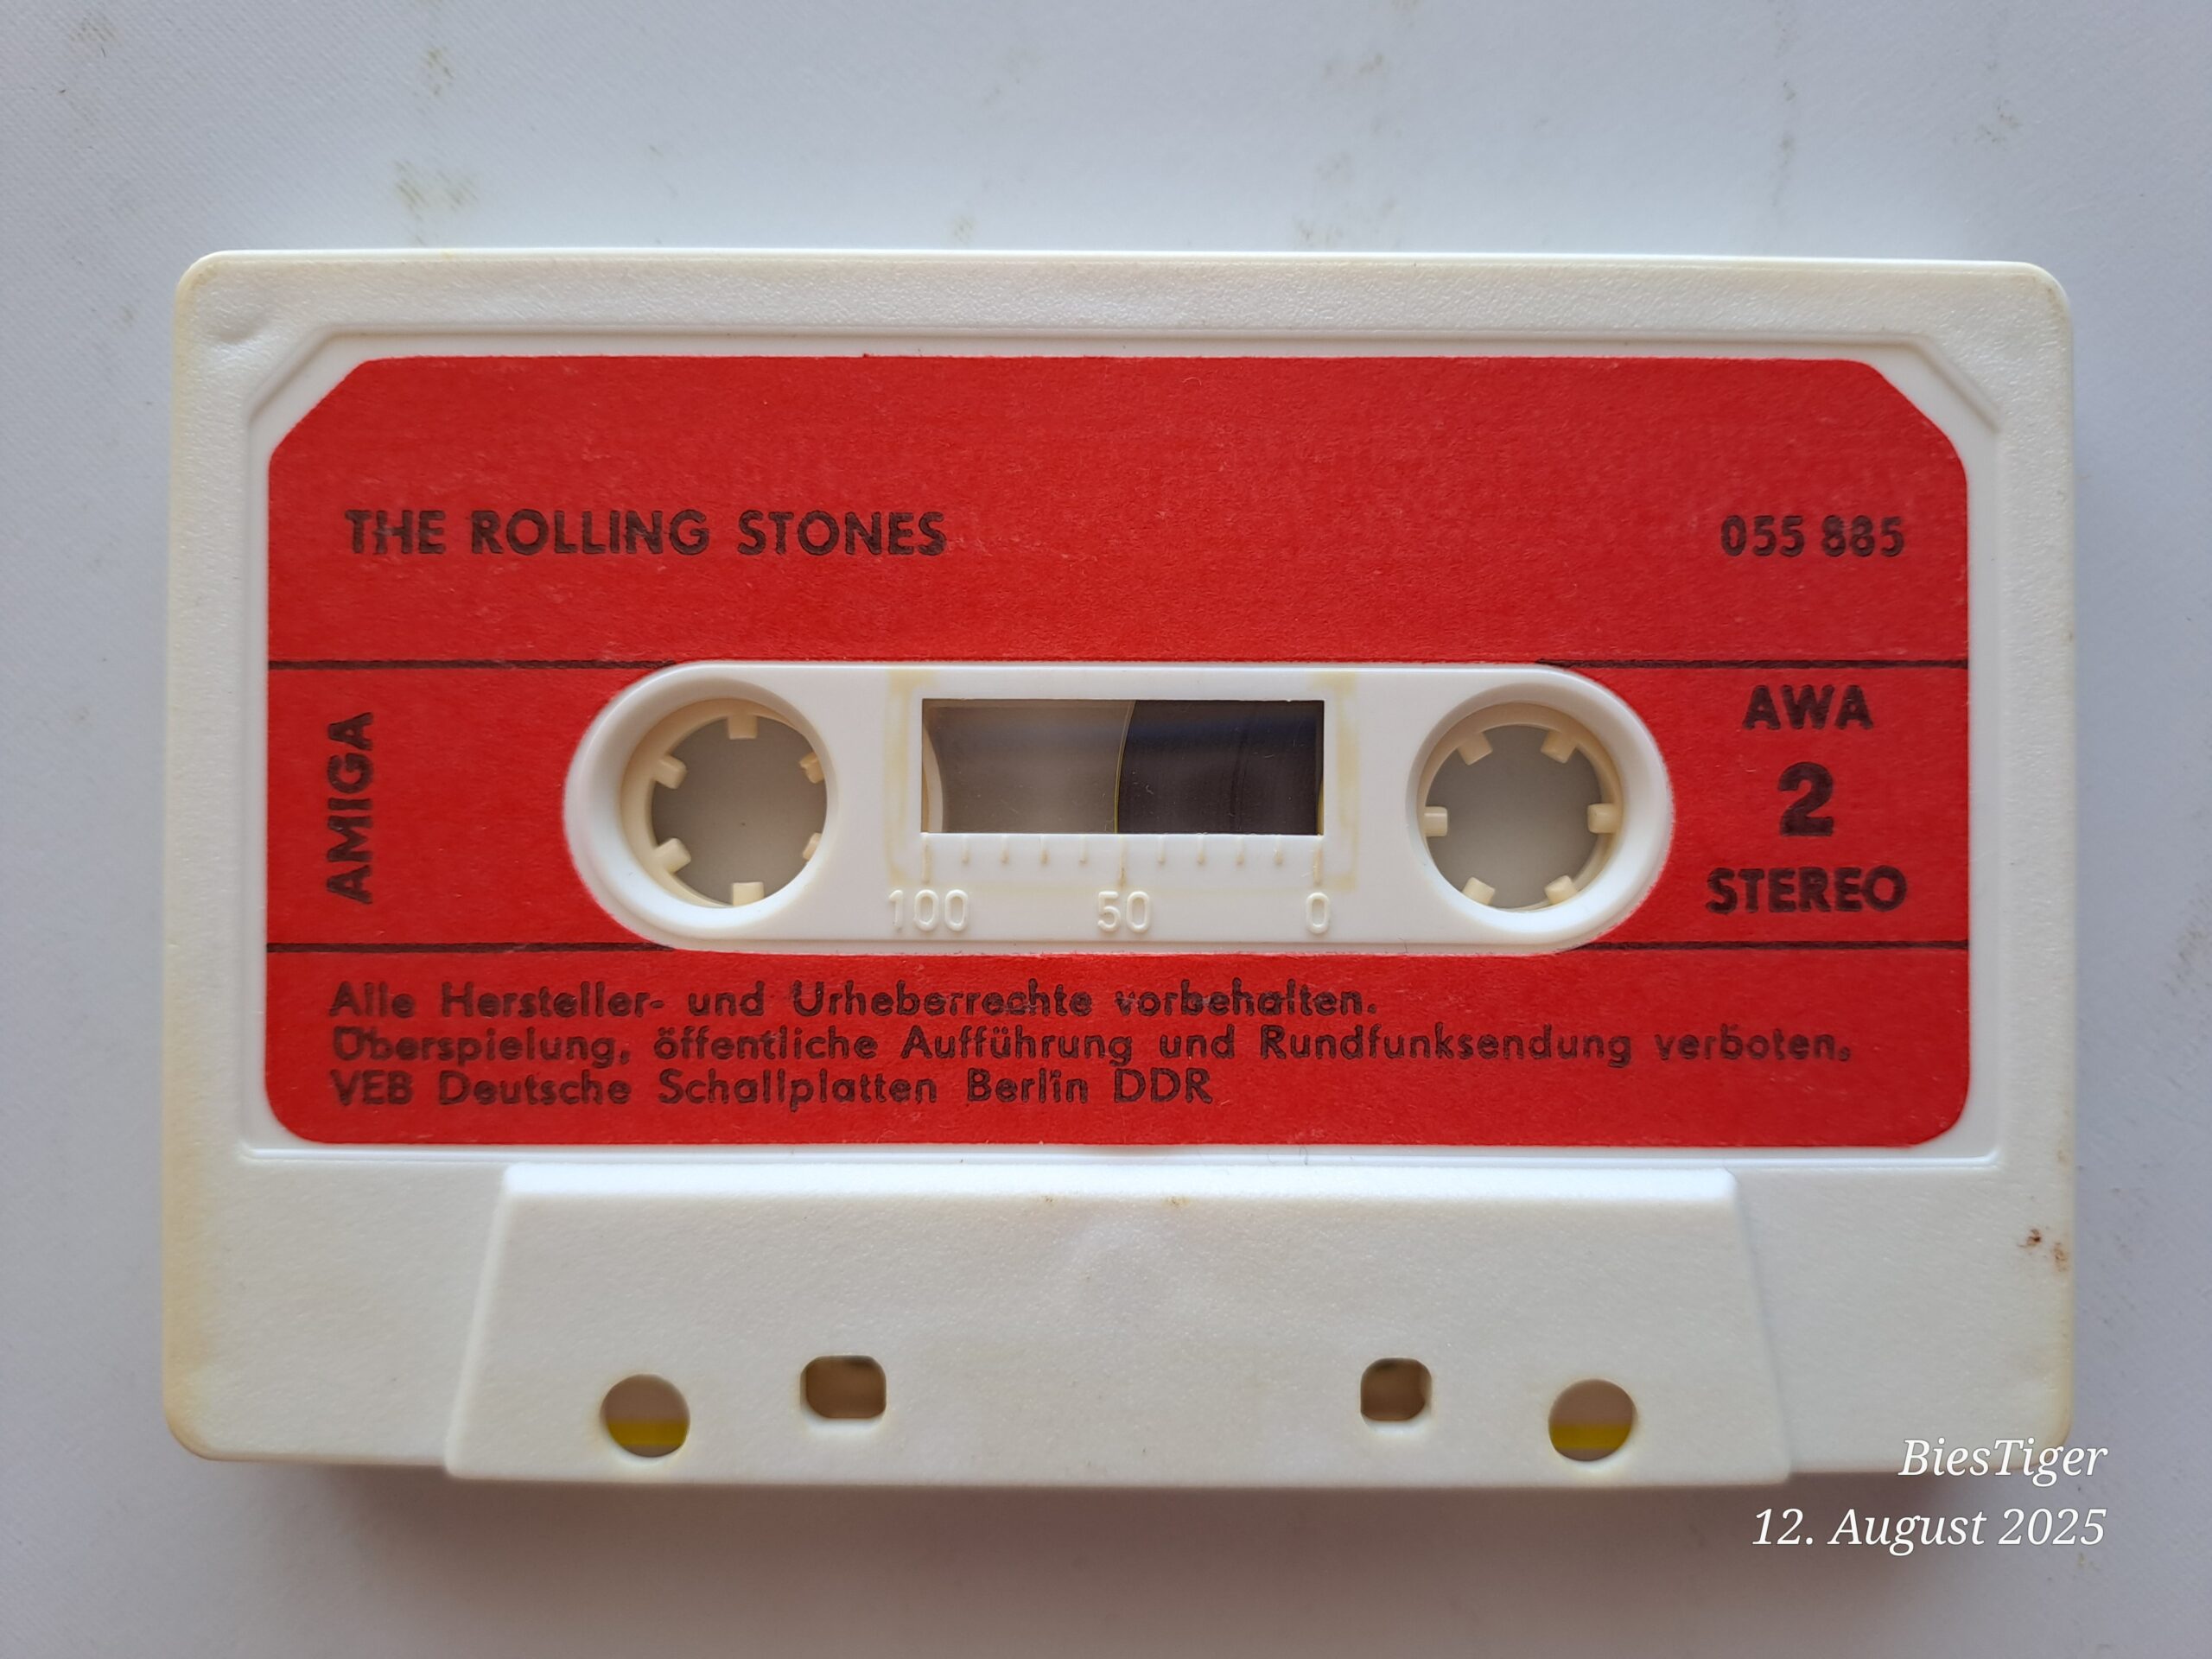 THE ROLLING STONES
055 885
AMIGA
AWA
2
STEREO
100 50 0
Alle Hersteller- und Urheberrechte vorbehalten.
Überspielung, öffentliche Aufführung und Rundfunksendung verboten.
VEB Deutsche Schallplatten Berlin DDR
BiesTiger
12. August 2025